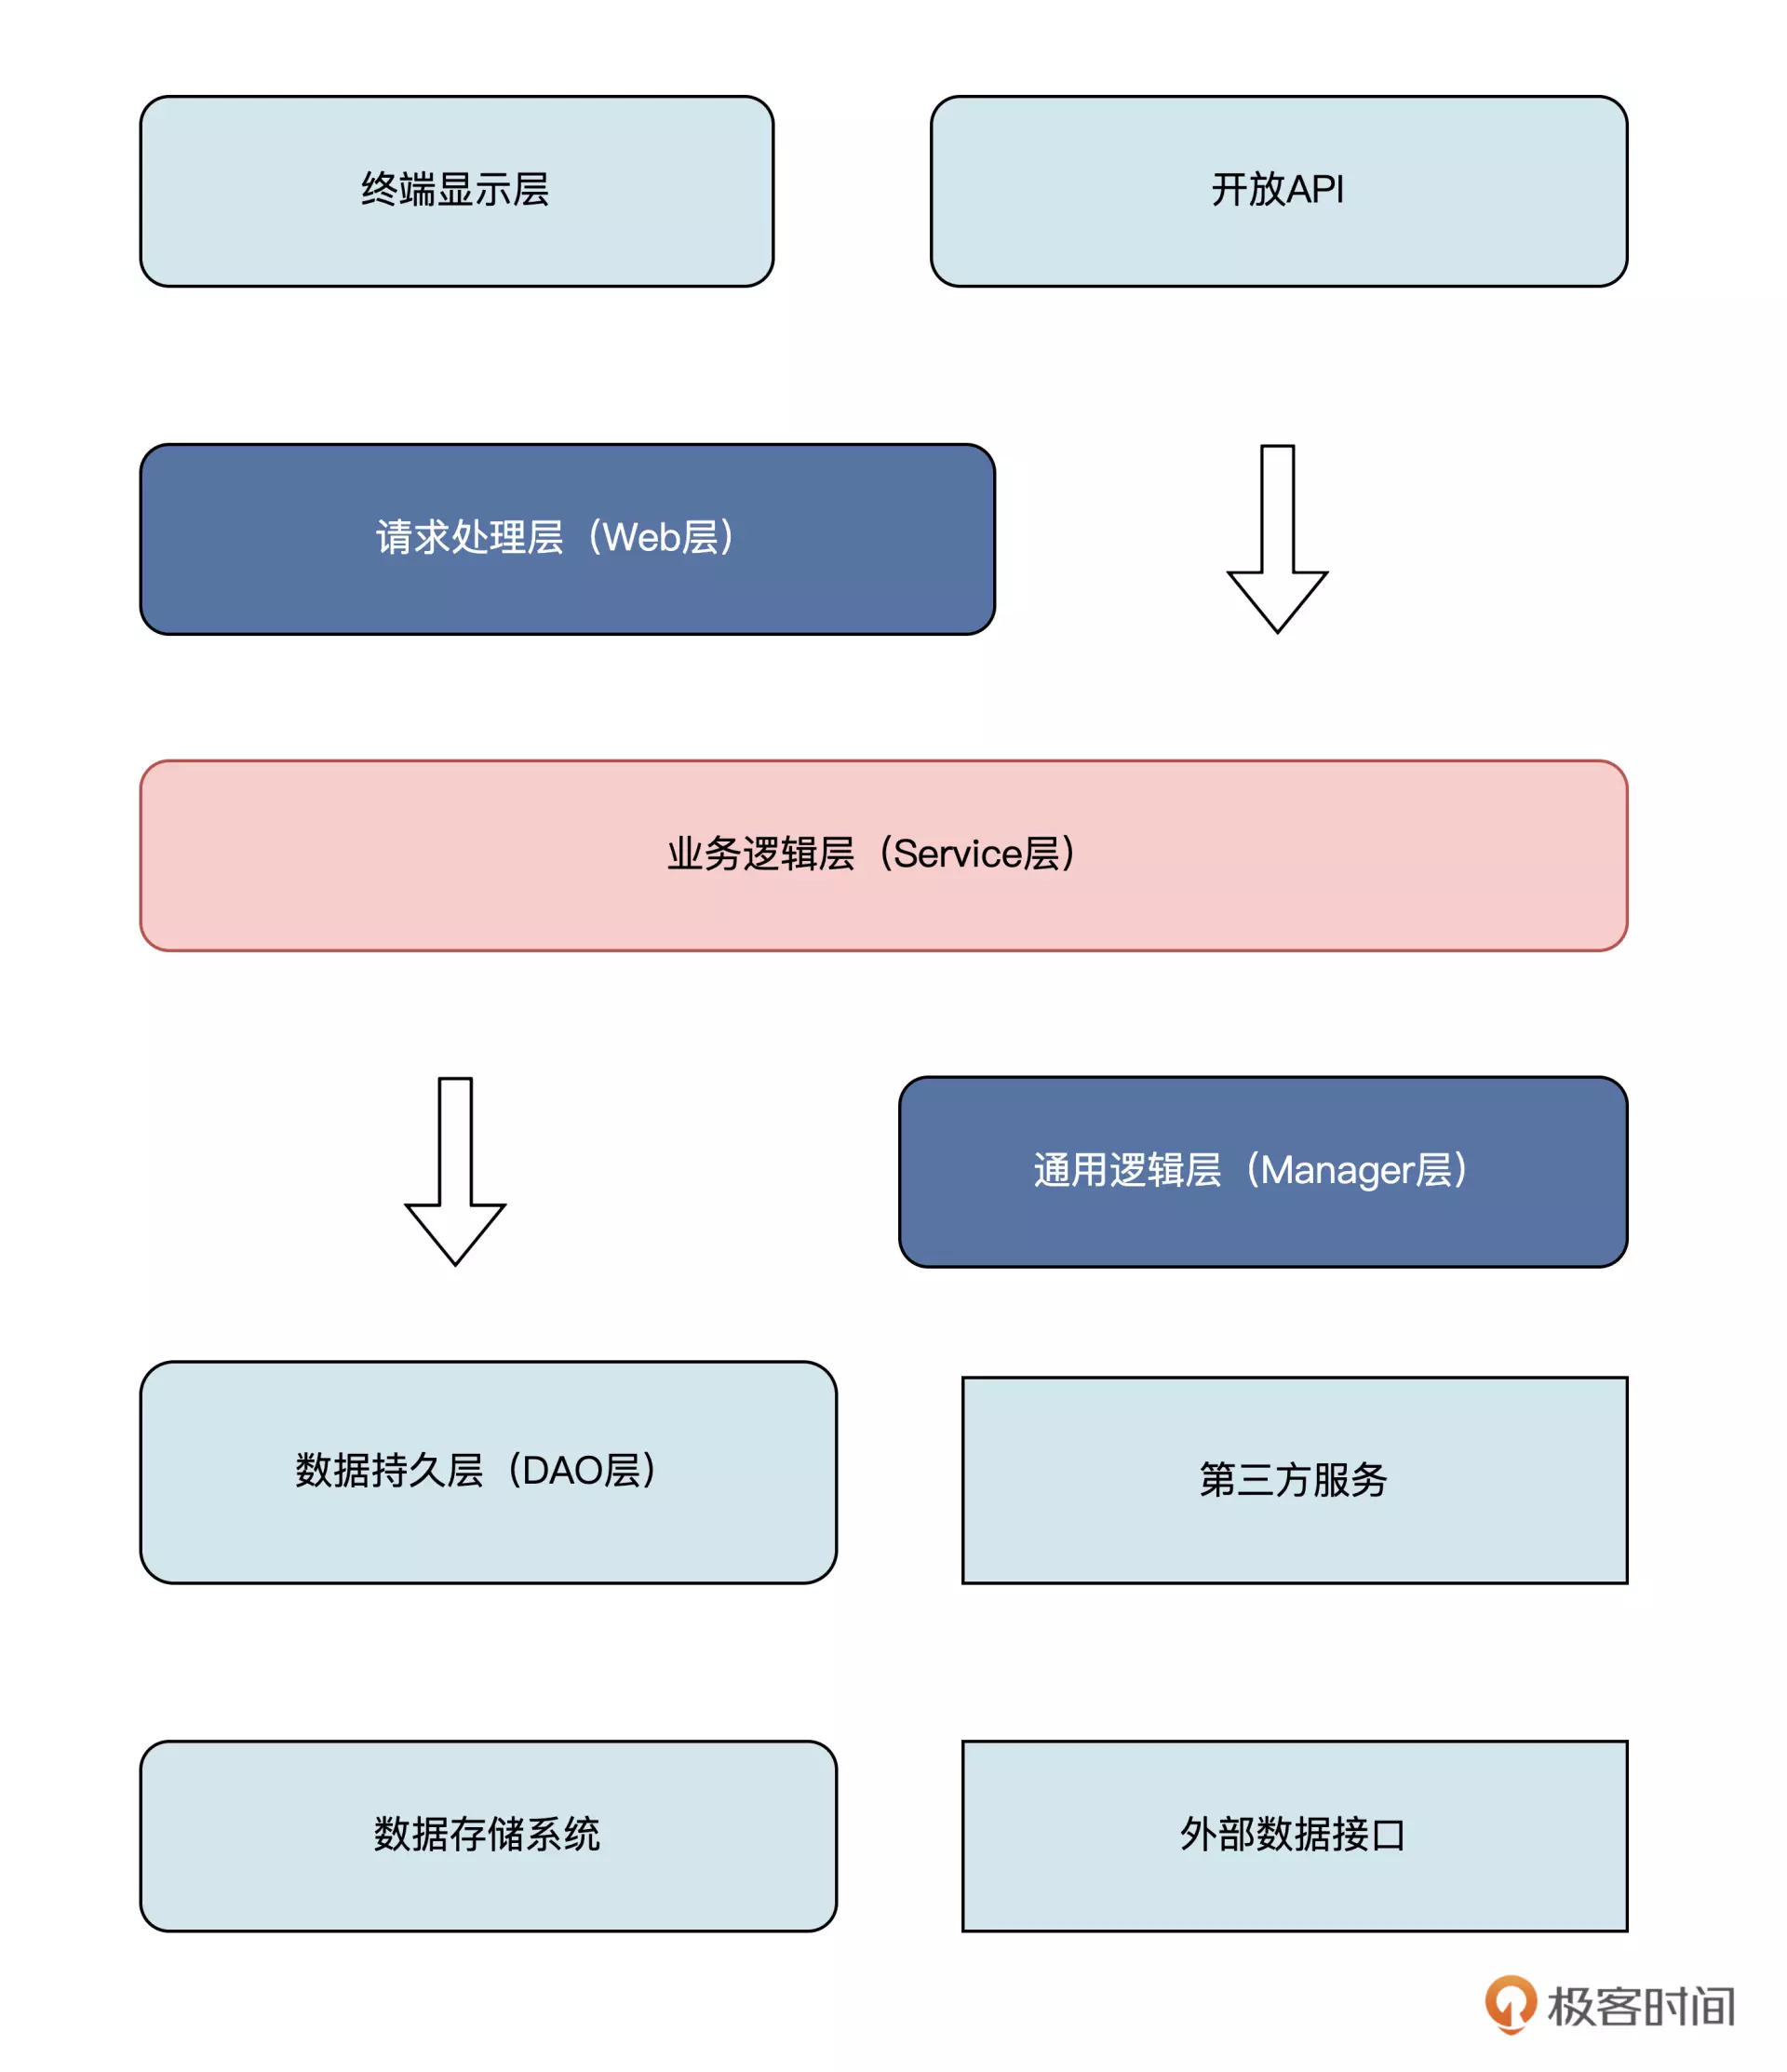 终端显示层
开放API
请求处理层（Web层）
业务逻辑层（Service层）
通用逻辑层（Manager层）
数据持久层（DAO层）
第三方服务
数据存储系统
外部数据接口
极客时间